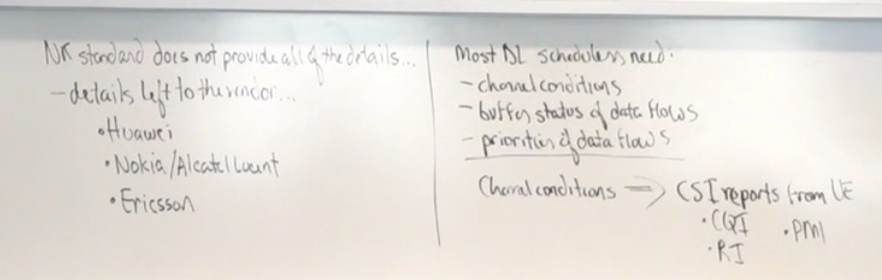 NR standard does not provide all of the details...
- details left to the vendor...
• Huawei
• Nokia/Alcatel Lucent
• Ericsson
Most DL schedulers need:
- channel conditions
- buffer status of data flows
- priorities of data flows
Channel conditions => CSI reports from UE
• CQI • PMI
• RI